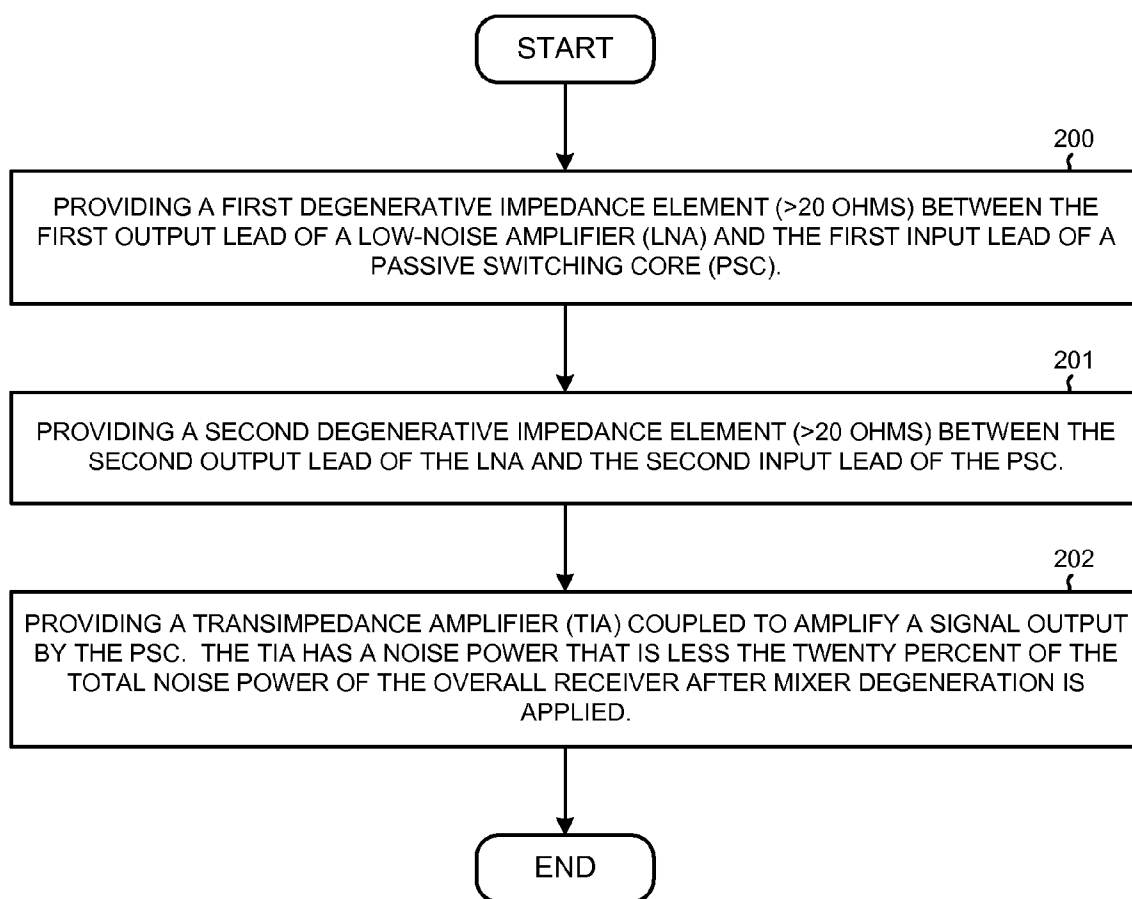 START
200
PROVIDING A FIRST DEGENERATIVE IMPEDANCE ELEMENT (>20 OHMS) BETWEEN THE
FIRST OUTPUT LEAD OF A LOW-NOISE AMPLIFIER (LNA) AND THE FIRST INPUT LEAD OF A
PASSIVE SWITCHING CORE (PSC).
201
PROVIDING A SECOND DEGENERATIVE IMPEDANCE ELEMENT (>20 OHMS) BETWEEN THE
SECOND OUTPUT LEAD OF THE LNA AND THE SECOND INPUT LEAD OF THE PSC.
202
PROVIDING A TRANSIMPEDANCE AMPLIFIER (TIA) COUPLED TO AMPLIFY A SIGNAL OUTPUT
BY THE PSC. THE TIA HAS A NOISE POWER THAT IS LESS THE TWENTY PERCENT OF THE
TOTAL NOISE POWER OF THE OVERALL RECEIVER AFTER MIXER DEGENERATION IS
APPLIED.
END